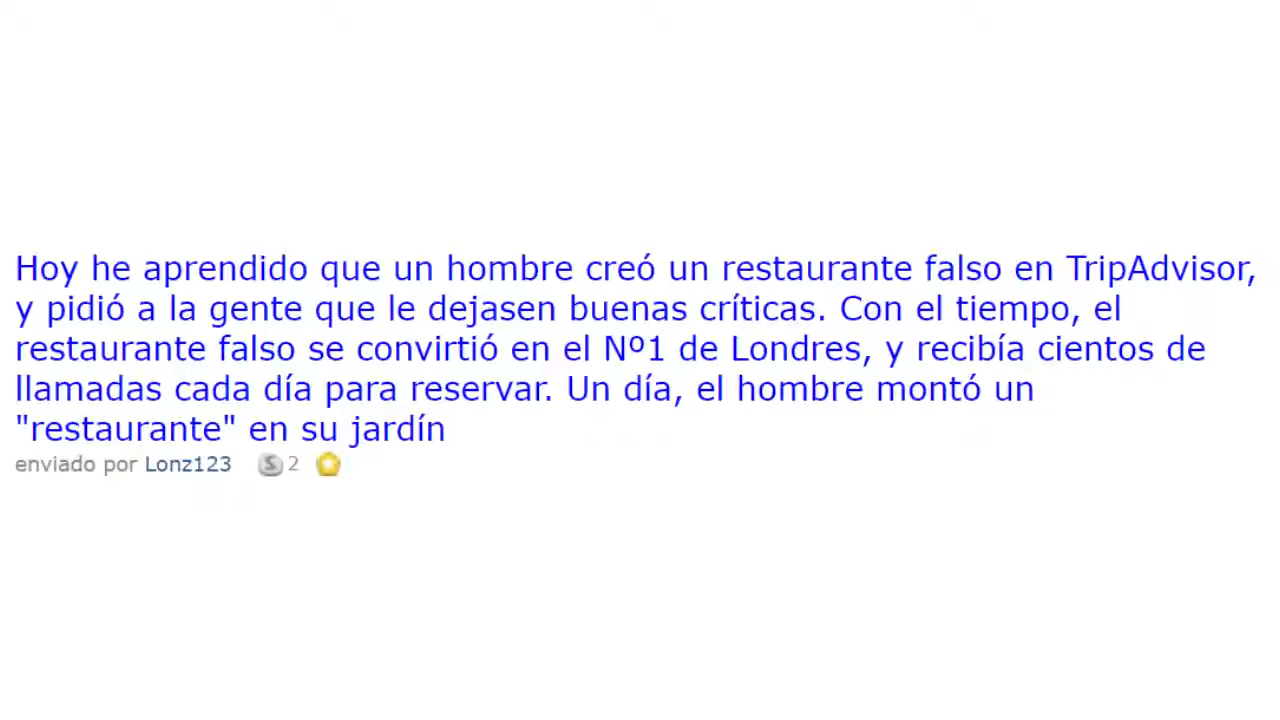 Hoy he aprendido que un hombre creó un restaurante falso en TripAdvisor,
y pidió a la gente que le dejasen buenas críticas. Con el tiempo, el
restaurante falso se convirtió en el Nº1 de Londres, y recibía cientos de
llamadas cada día para reservar. Un día, el hombre montó un
"restaurante" en su jardín
enviado por Lonz123 S 2